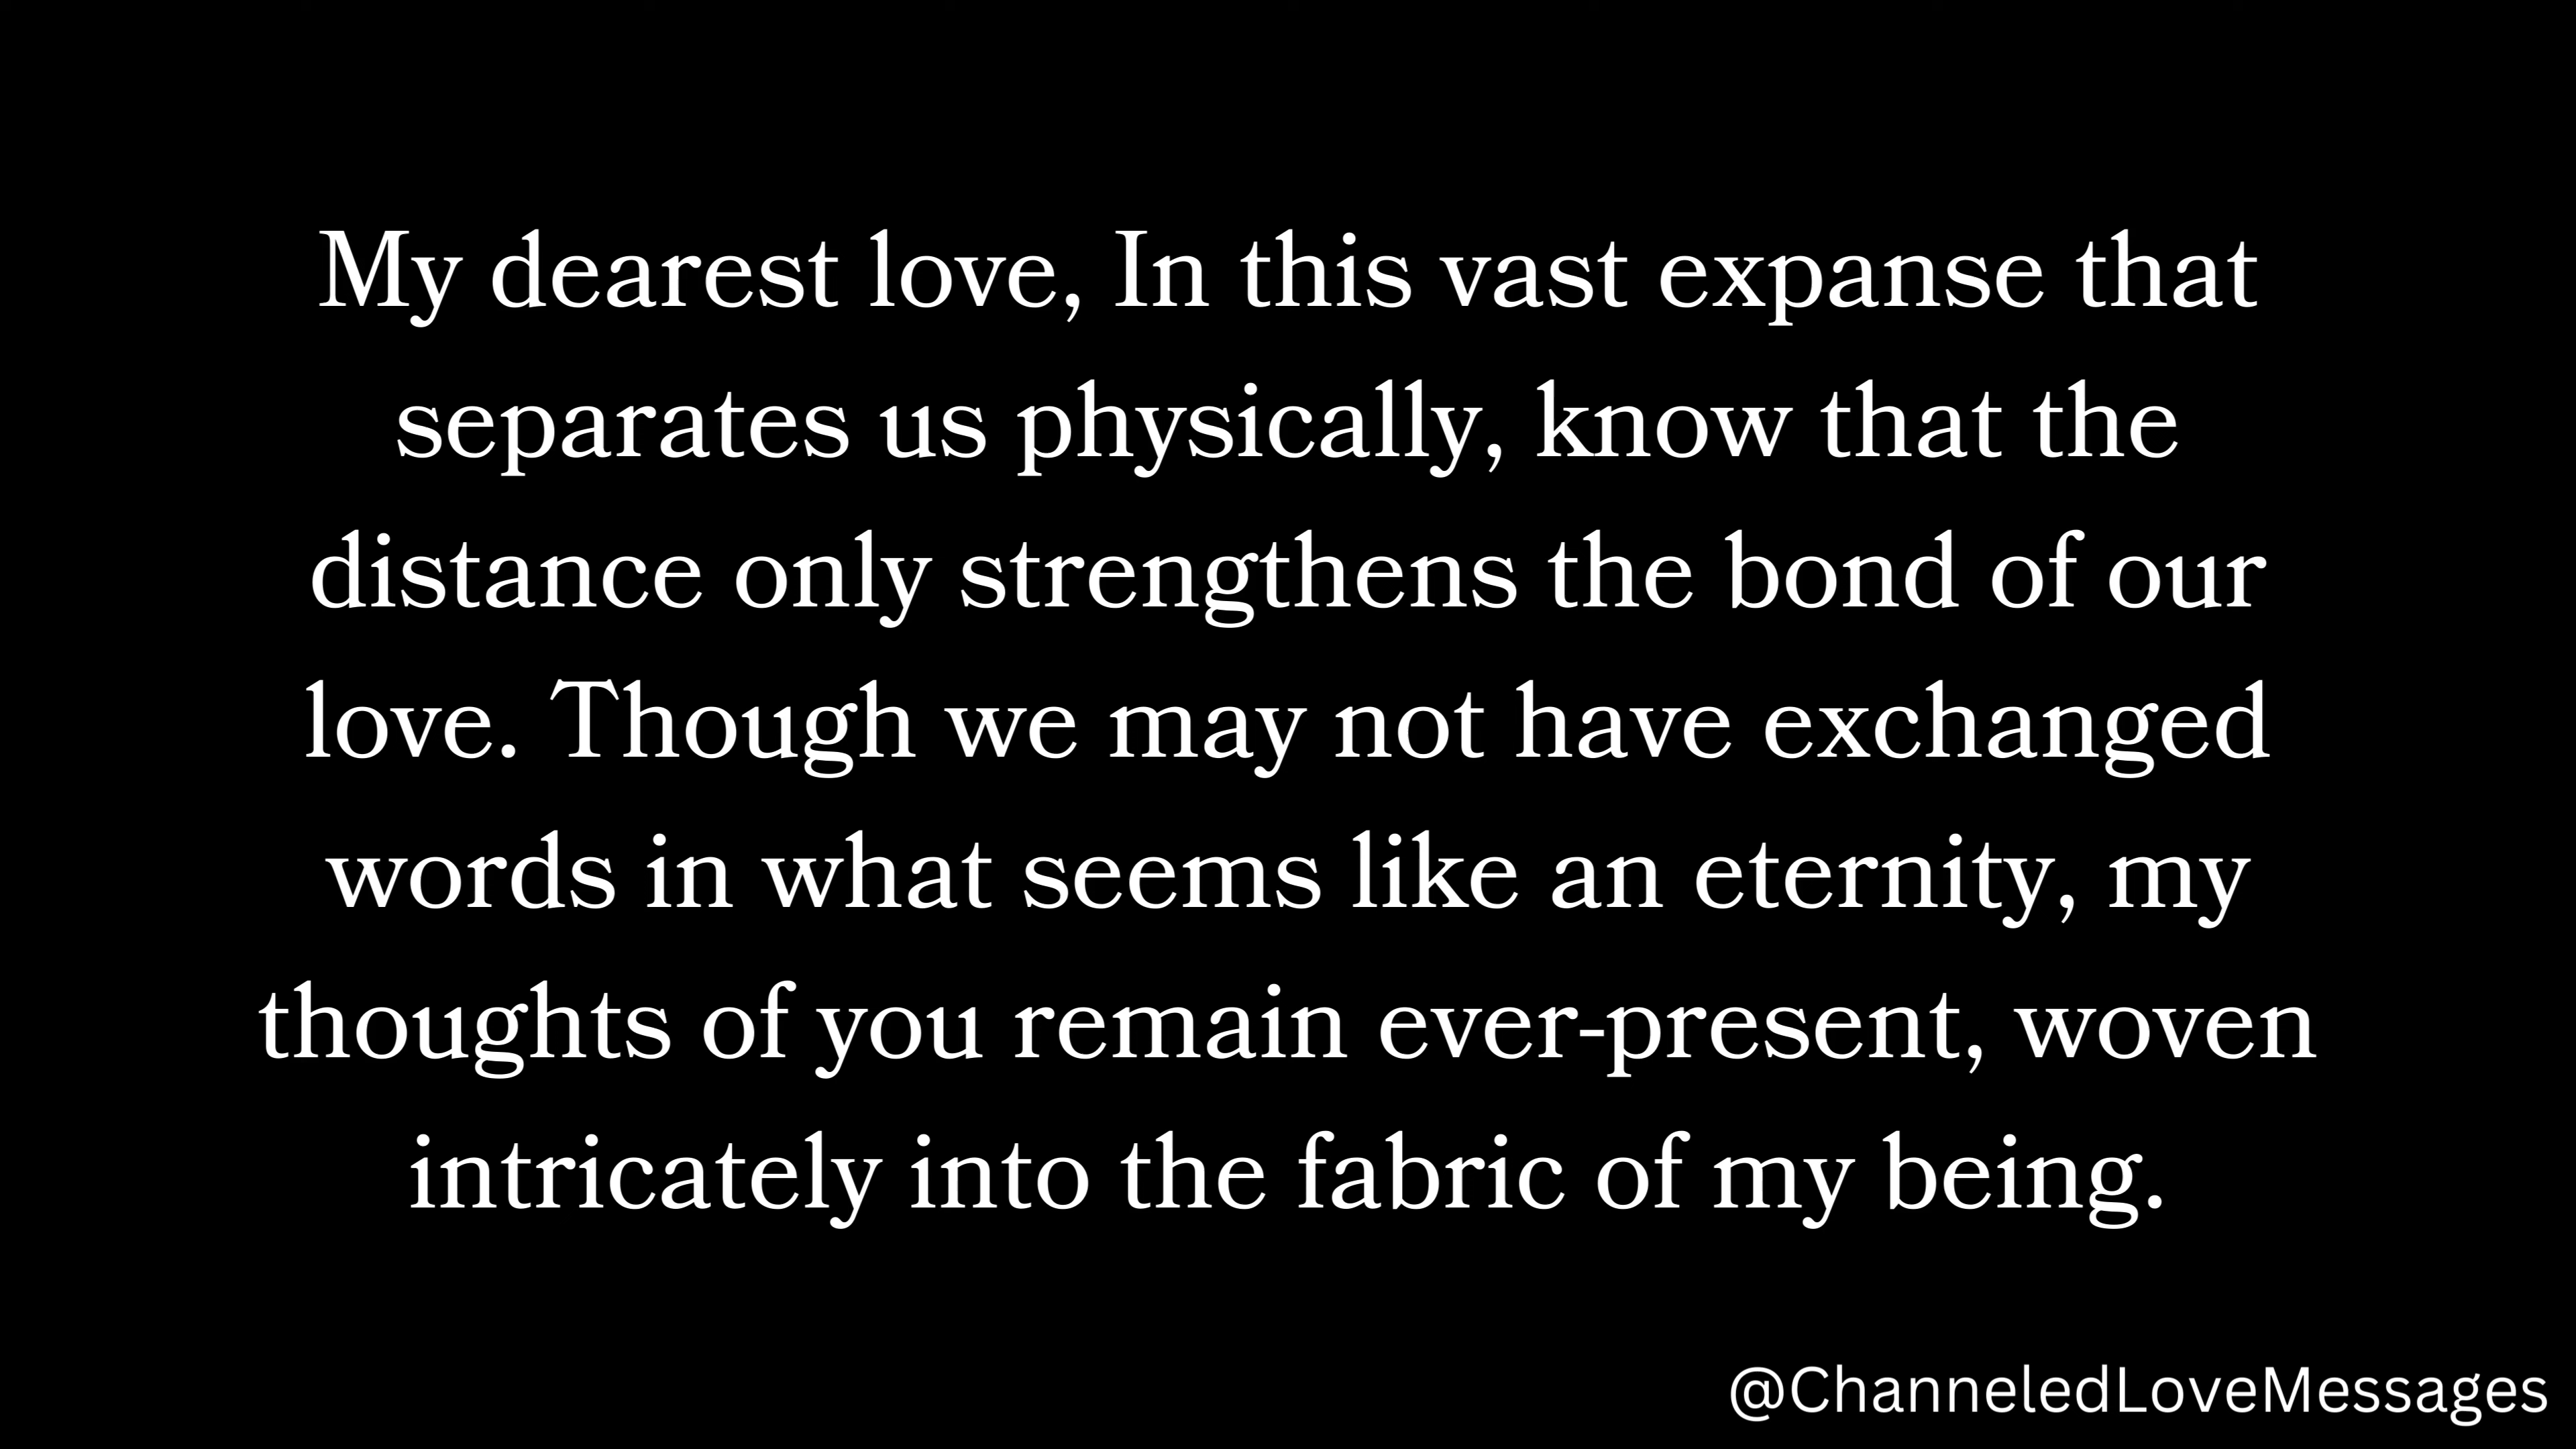 My dearest love, In this vast expanse that
separates us physically, know that the
distance only strengthens the bond of our
love. Though we may not have exchanged
words in what seems like an eternity, my
thoughts of you remain ever-present, woven
intricately into the fabric of my being.
@ChanneledLoveMessages